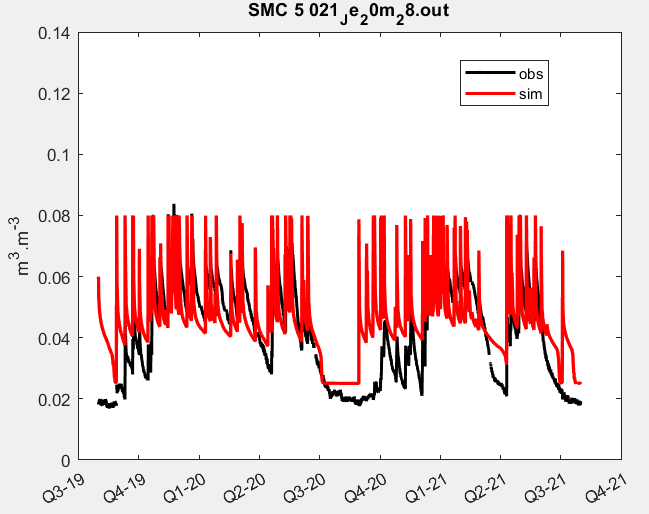 SMC 5 021Je20m28.out
0.14
0.12
0.1
0.08
0.06
0.04
0.02
0
m3.m-3
obs
sim
Q3-19
Q4-19
Q1-20
Q2-20
Q3-20
Q4-20
Q1-21
Q2-21
Q3-21
Q4-21